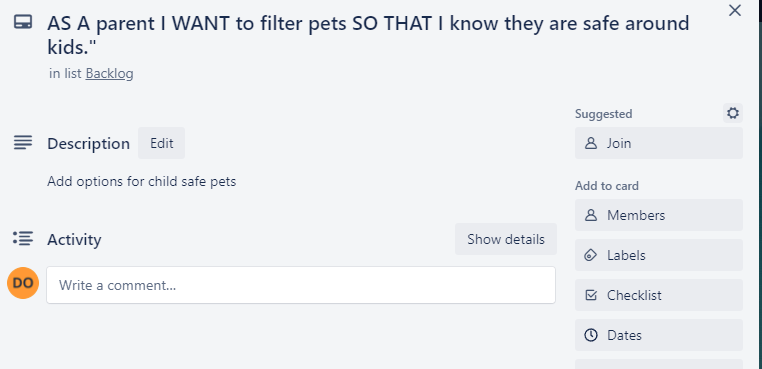 AS A parent I WANT to filter pets SO THAT I know they are safe around
kids."
in list Backlog
Suggested
Description
Edit
Join
Add options for child safe pets
Add to card
Members
Activity
Show details
Labels
DO
Write a comment...
Checklist
Dates